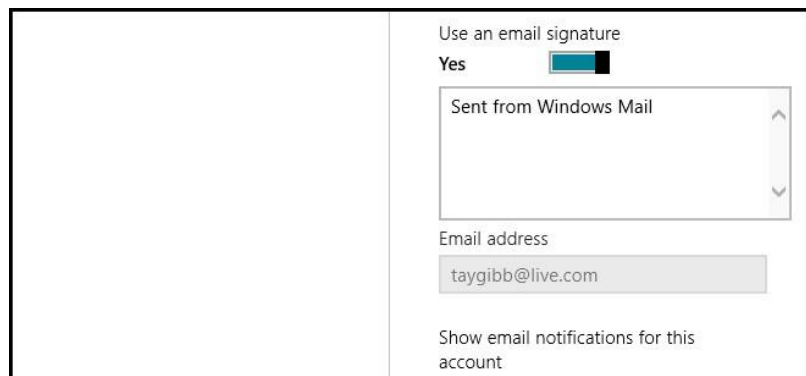 Use an email signature
Yes
Sent from Windows Mail
Email address
taygibb@live.com
Show email notifications for this
account